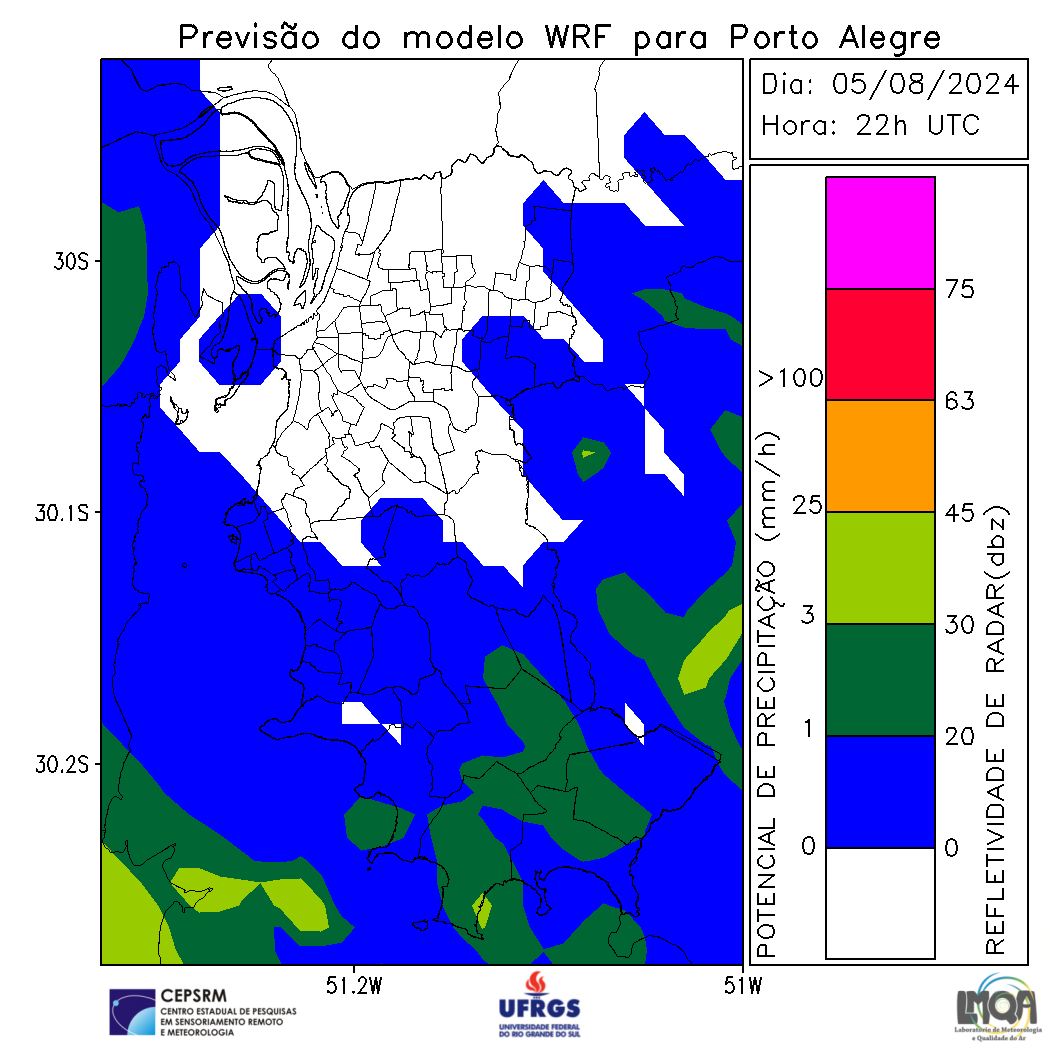 Previsão do modelo WRF para Porto Alegre
Dia: 05/08/2024
Hora: 22h UTC
30S
30.1S
30.2S
51.2W
51W
POTENCIAL DE PRECIPITAÇÃO (mm/h)
>100
25
3
1
0
75
63
45
30
20
0
REFLETIVIDADE DE RADAR(dbz)
CEPSRM
CENTRO ESTADUAL DE PESQUISAS
EM SENSORIAMENTO REMOTO
E METEOROLOGIA
UFRGS
UNIVERSIDADE FEDERAL
DO RIO GRANDE DO SUL
LMQA
Laboratório de Meteorologia
e Qualidade do Ar